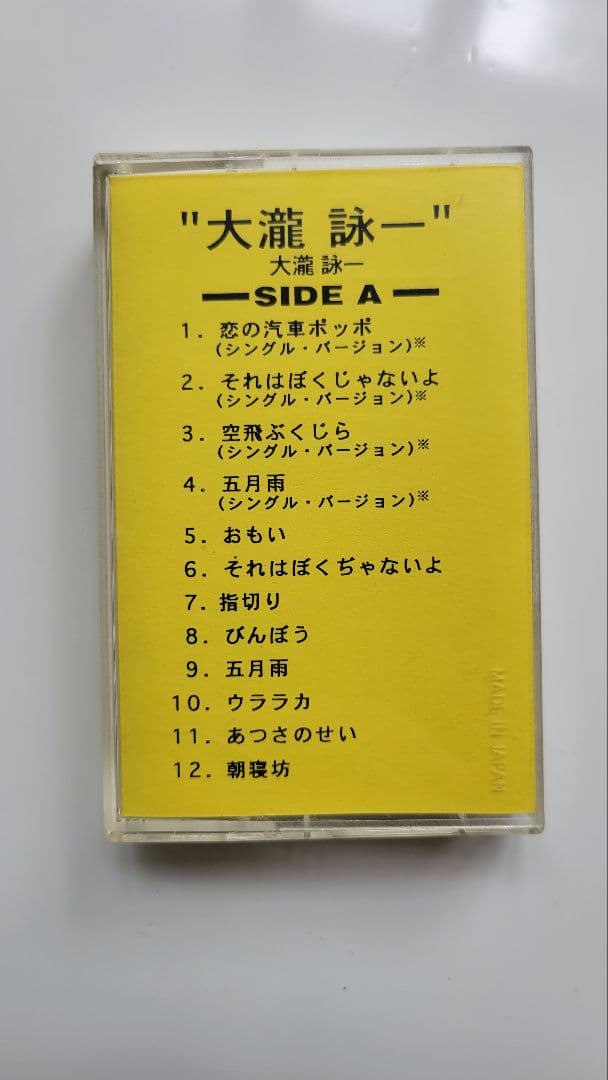 "大瀧 詠一"
大瀧 詠一
━SIDE A━
1. 恋の汽車ポッポ
(シングル・バージョン)※
2. それはぼくじゃないよ
(シングル・バージョン)※
3. 空飛ぶくじら
(シングル・バージョン)※
4. 五月雨
(シングル・バージョン)※
5. おもい
6. それはぼくぢゃないよ
7. 指切り
8. びんぼう
9. 五月雨
10. ウララカ
11. あつさのせい
12. 朝寝坊
MADE IN JAPAN